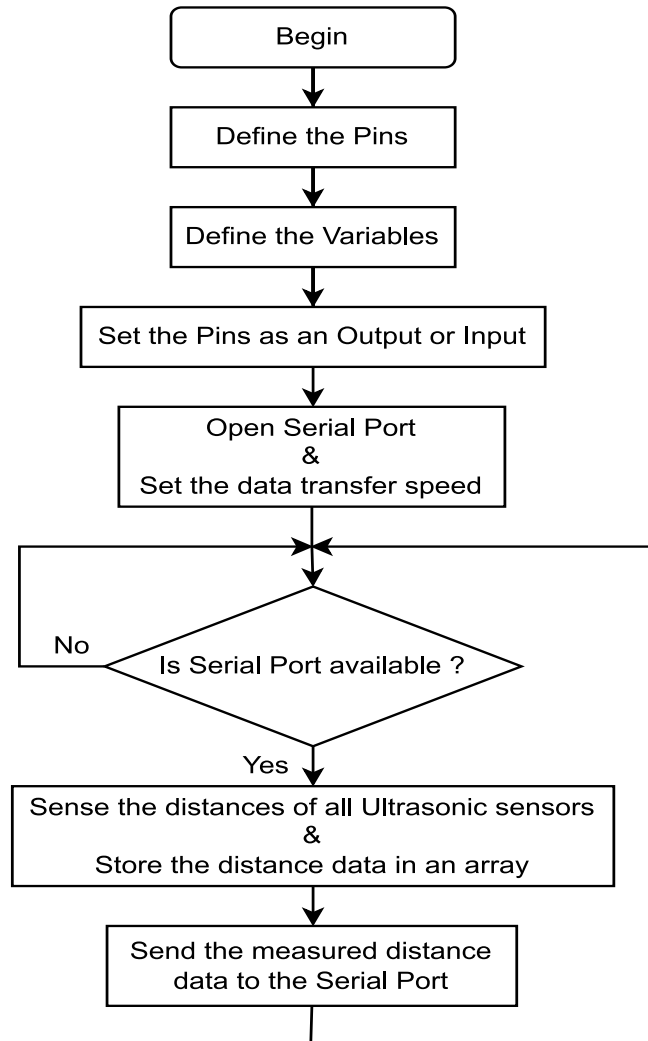 Begin
Define the Pins
Define the Variables
Set the Pins as an Output or Input
Open Serial Port
&
Set the data transfer speed
No
Is Serial Port available ?
Yes
Sense the distances of all Ultrasonic sensors
&
Store the distance data in an array
Send the measured distance
data to the Serial Port